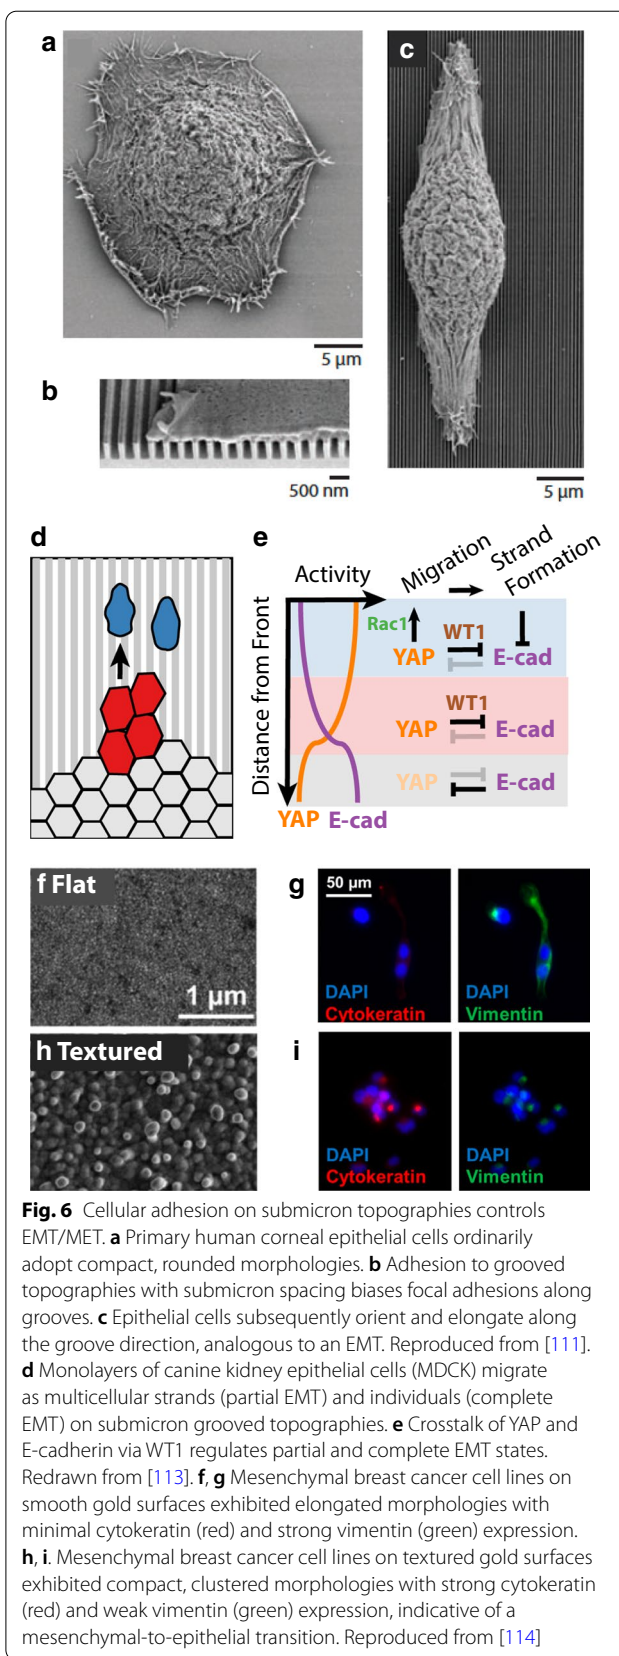 a
c
5 µm
b
500 nm
5 µm
d
e
Activity
Migration
Strand
Formation
Distance from Front
Rac1
WT1
YAP
E-cad
WT1
YAP
E-cad
YAP
E-cad
YAP E-cad
f Flat
1 µm
g
50 µm
DAPI
Cytokeratin
DAPI
Vimentin
h Textured
i
DAPI
Cytokeratin
DAPI
Vimentin
Fig. 6 Cellular adhesion on submicron topographies controls
EMT/MET. a Primary human corneal epithelial cells ordinarily
adopt compact, rounded morphologies. b Adhesion to grooved
topographies with submicron spacing biases focal adhesions along
grooves. c Epithelial cells subsequently orient and elongate along
the groove direction, analogous to an EMT. Reproduced from [111].
d Monolayers of canine kidney epithelial cells (MDCK) migrate
as multicellular strands (partial EMT) and individuals (complete
EMT) on submicron grooved topographies. e Crosstalk of YAP and
E-cadherin via WT1 regulates partial and complete EMT states.
Redrawn from [113]. f, g Mesenchymal breast cancer cell lines on
smooth gold surfaces exhibited elongated morphologies with
minimal cytokeratin (red) and strong vimentin (green) expression.
h, i. Mesenchymal breast cancer cell lines on textured gold surfaces
exhibited compact, clustered morphologies with strong cytokeratin
(red) and weak vimentin (green) expression, indicative of a
mesenchymal-to-epithelial transition. Reproduced from [114]